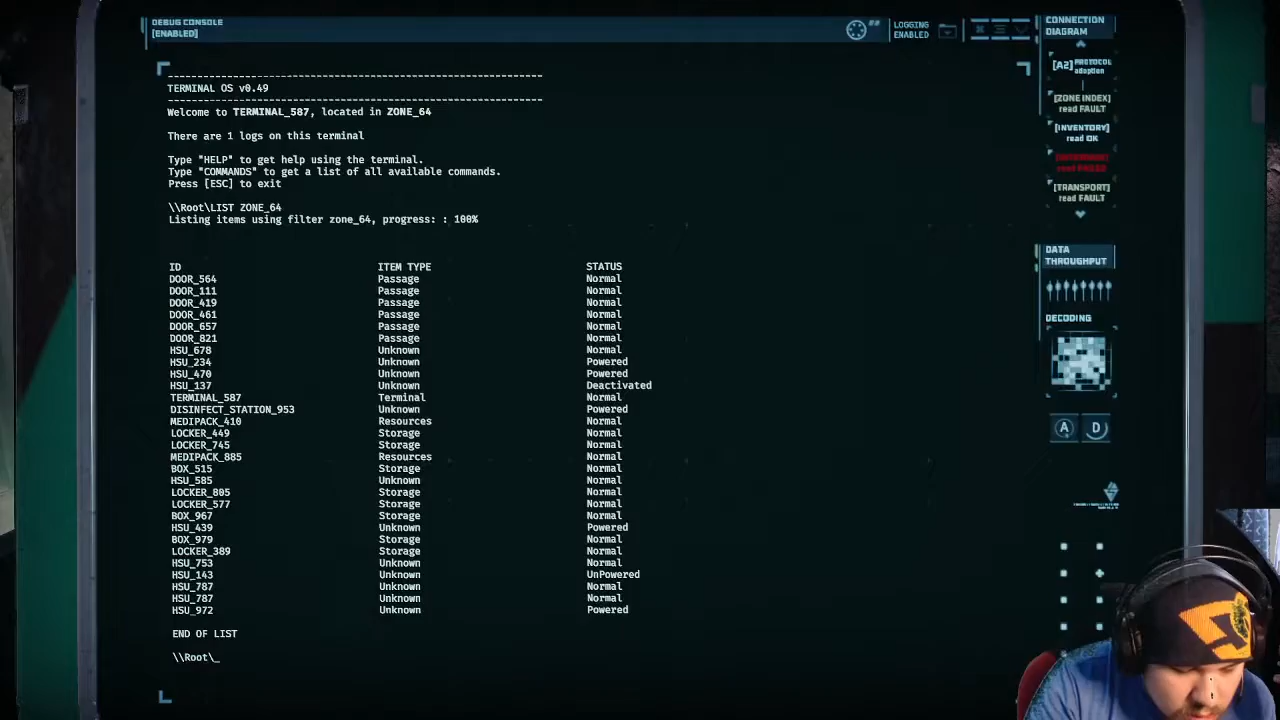 DEBUG CONSOLE
[ENABLED]
LOGGING
ENABLED
CONNECTION
DIAGRAM
[A2] PROTOCOL
adaption
[ZONE INDEX]
read FAULT
[INVENTORY]
read OK
[TRANSPORT]
read FAULT
DATA
THROUGHPUT
DECODING
A D
----------------------------------------------------------------
TERMINAL OS v0.49
----------------------------------------------------------------
Welcome to TERMINAL_587, located in ZONE_64
There are 1 logs on this terminal
Type "HELP" to get help using the terminal.
Type "COMMANDS" to get a list of all available commands.
Press [ESC] to exit
\\Root\LIST ZONE_64
Listing items using filter zone_64, progress: : 100%
ID ITEM TYPE STATUS
DOOR_564 Passage Normal
DOOR_111 Passage Normal
DOOR_419 Passage Normal
DOOR_461 Passage Normal
DOOR_657 Passage Normal
DOOR_821 Passage Normal
HSU_678 Unknown Normal
HSU_234 Unknown Powered
HSU_470 Unknown Powered
HSU_137 Unknown Deactivated
TERMINAL_587 Terminal Normal
DISINFECT_STATION_953 Unknown Powered
MEDIPACK_410 Resources Normal
LOCKER_449 Storage Normal
LOCKER_745 Storage Normal
MEDIPACK_885 Resources Normal
BOX_515 Storage Normal
HSU_585 Unknown Normal
LOCKER_805 Storage Normal
LOCKER_577 Storage Normal
BOX_967 Storage Normal
HSU_439 Unknown Powered
BOX_979 Storage Normal
LOCKER_389 Storage Normal
HSU_753 Unknown Normal
HSU_143 Unknown UnPowered
HSU_787 Unknown Normal
HSU_787 Unknown Normal
HSU_972 Unknown Powered
END OF LIST
\\Root\_